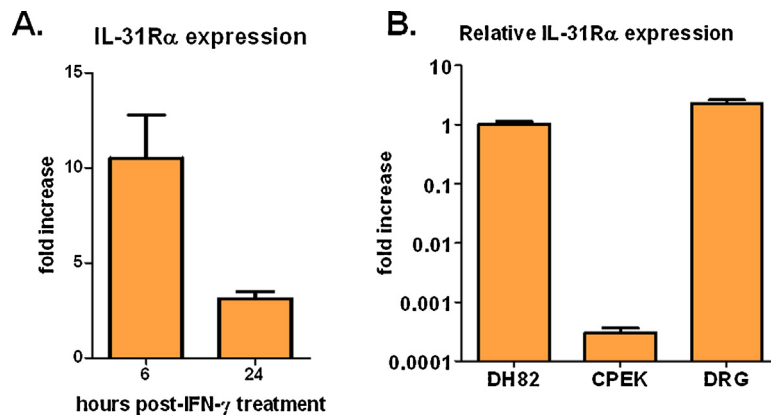 A.
IL-31Rα expression
fold increase
15
10
5
0
6
24
hours post-IFN-γ treatment
B.
Relative IL-31Rα expression
fold increase
10
1
0.1
0.01
0.001
0.0001
DH82
CPEK
DRG